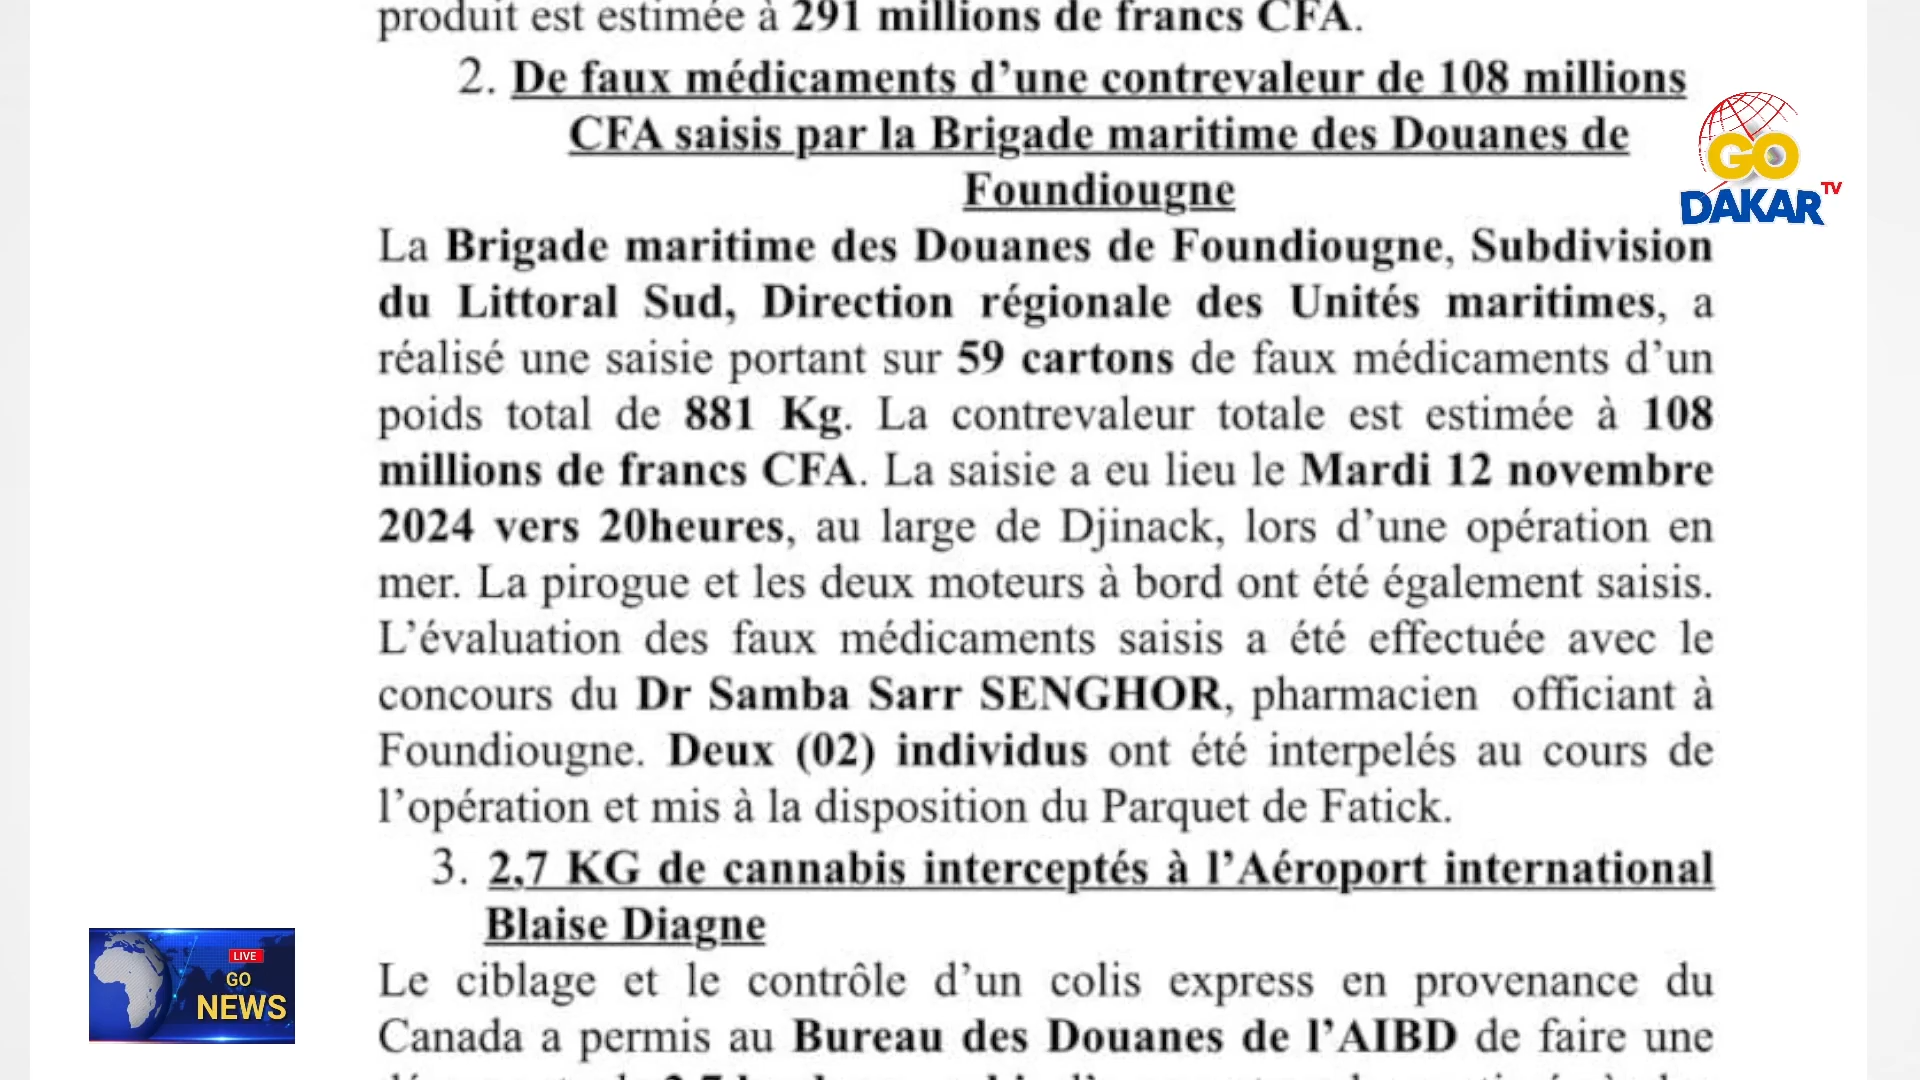 produit est estimée à 291 millions de francs CFA.
2. De faux médicaments d’une contrevaleur de 108 millions
CFA saisis par la Brigade maritime des Douanes de
Foundiougne
GO
DAKAR TV
La Brigade maritime des Douanes de Foundiougne, Subdivision
du Littoral Sud, Direction régionale des Unités maritimes, a
réalisé une saisie portant sur 59 cartons de faux médicaments d’un
poids total de 881 Kg. La contrevaleur totale est estimée à 108
millions de francs CFA. La saisie a eu lieu le Mardi 12 novembre
2024 vers 20heures, au large de Djinack, lors d’une opération en
mer. La pirogue et les deux moteurs à bord ont été également saisis.
L’évaluation des faux médicaments saisis a été effectuée avec le
concours du Dr Samba Sarr SENGHOR, pharmacien officiant à
Foundiougne. Deux (02) individus ont été interpelés au cours de
l’opération et mis à la disposition du Parquet de Fatick.
3. 2,7 KG de cannabis interceptés à l’Aéroport international
Blaise Diagne
Le ciblage et le contrôle d’un colis express en provenance du
Canada a permis au Bureau des Douanes de l’AIBD de faire une
LIVE
GO
NEWS